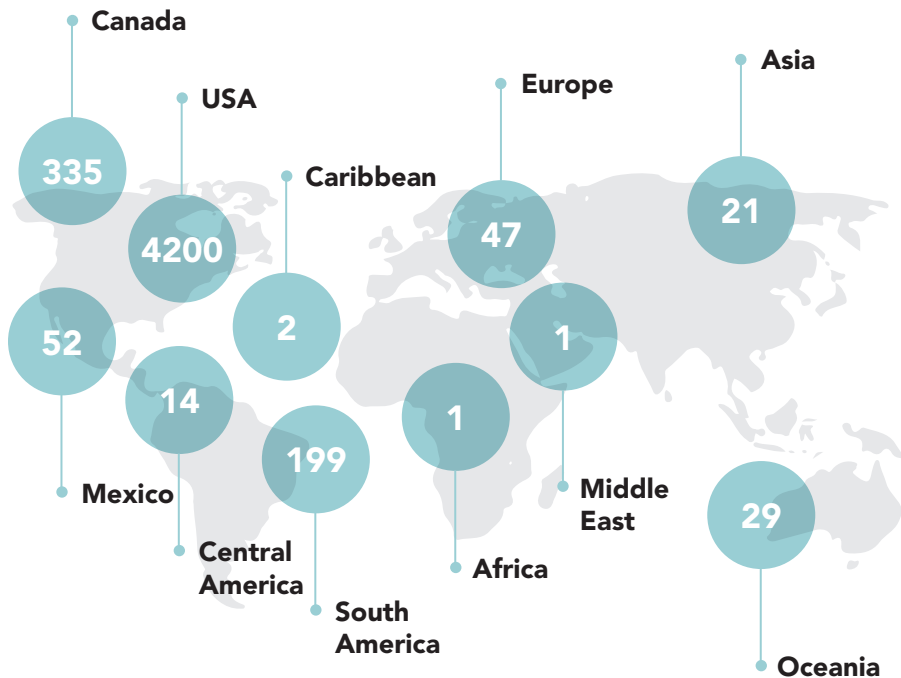 Canada
335
USA
4200
Caribbean
2
Europe
47
Asia
21
52
Mexico
14
Central
America
199
South
America
1
Africa
1
Middle
East
29
Oceania